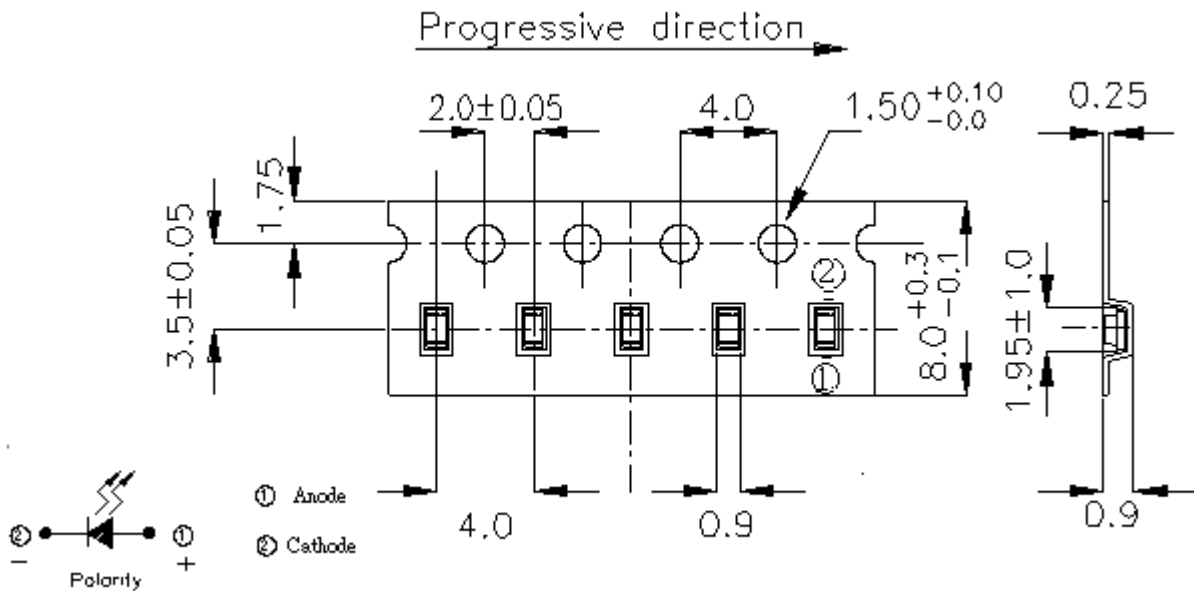 Progressive direction
2.0±0.05
4.0
1.50 +0.10 -0.0
0.25
1.75
3.5±0.05
②
8.0 +0.3 -0.1
1.95±1.0
①
① Anode
4.0
0.9
0.9
② ①
② Cathode
- +
Polarity